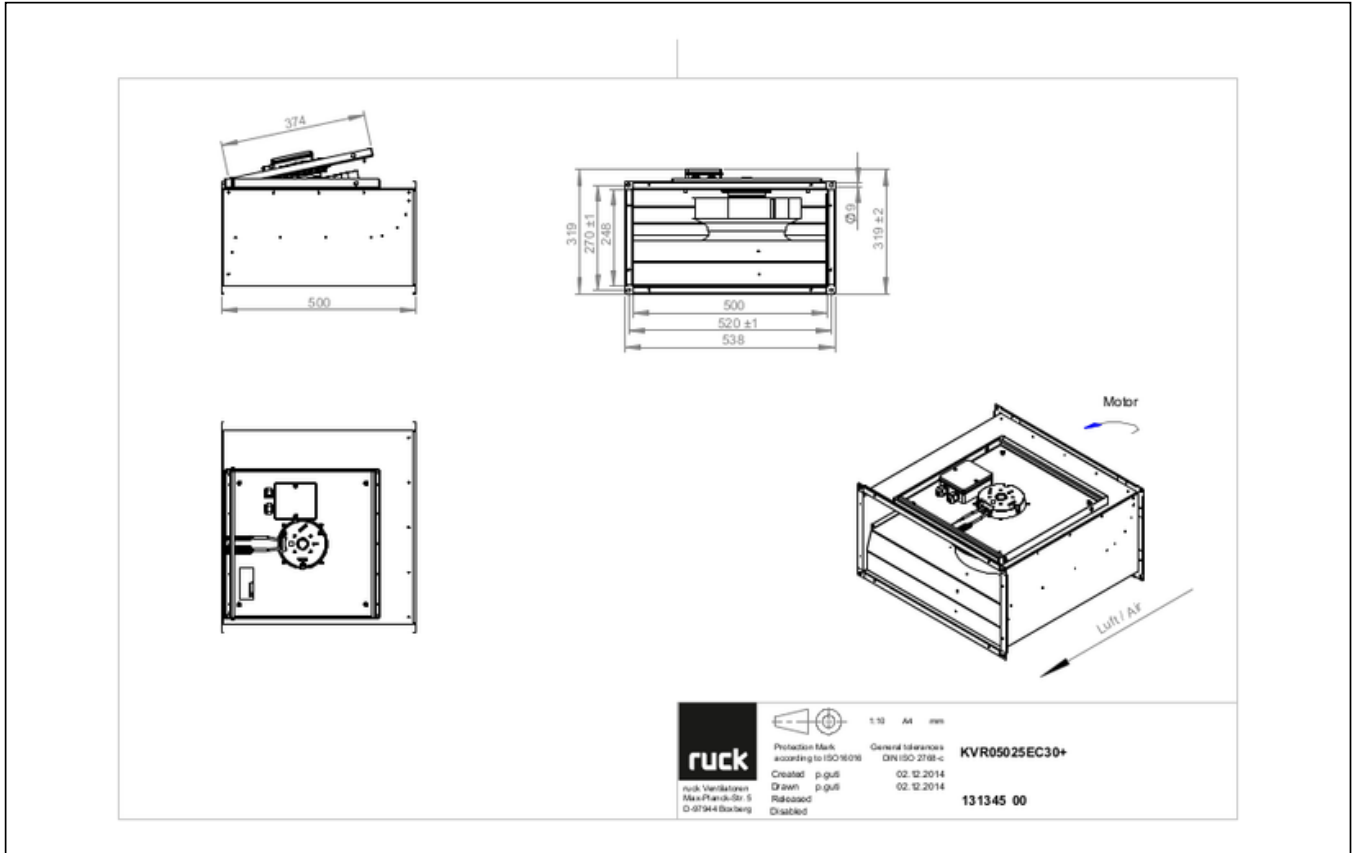 374
500
319
270 ±1
248
Ø9
319 ±2
500
520 ±1
538
Motor
Luft / Air
ruck
ruck Ventilatoren
Max-Planck-Str. 5
D-97944 Boxberg
1:10 A4 mm
Protection Mark
according to ISO16016
General tolerances
DIN ISO 2768-c
Created p.guti 02.12.2014
Drawn p.guti 02.12.2014
Released
Disabled
KVR05025EC30+
131345 00